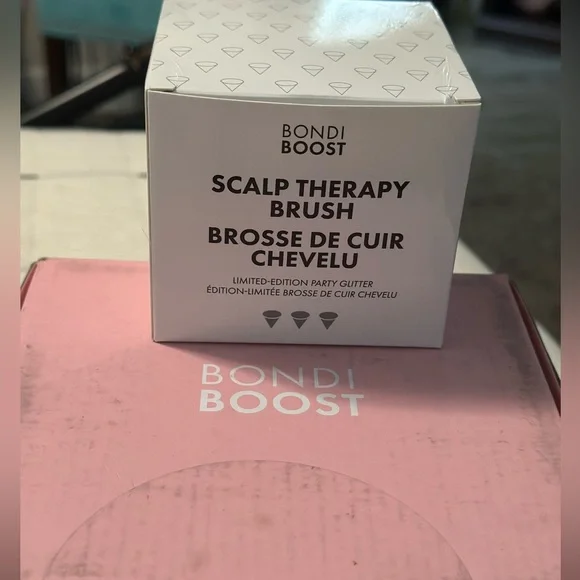 BONDI
BOOST
SCALP THERAPY
BRUSH
BROSSE DE CUIR
CHEVELU
LIMITED-EDITION PARTY GLITTER
ÉDITION-LIMITÉE BROSSE DE CUIR CHEVELU
BONDI
BOOST